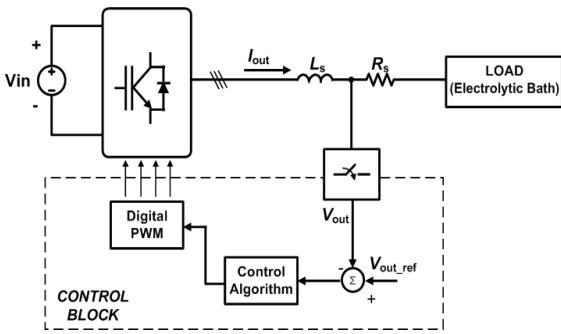 +
Vin
-
Iout
Ls
Rs
LOAD
(Electrolytic Bath)
Vout
Digital
PWM
Control
Algorithm
-
Σ
Vout_ref
+
CONTROL
BLOCK